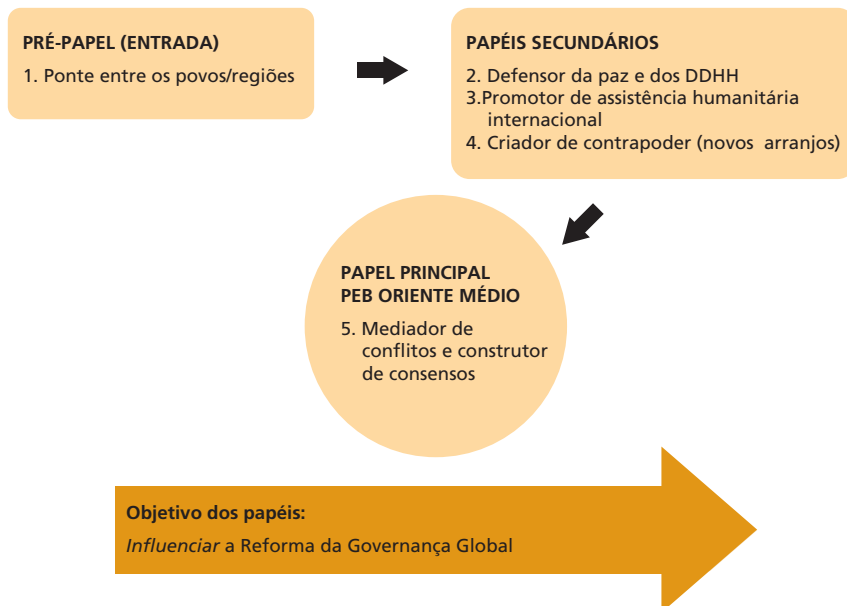 PRÉ-PAPEL (ENTRADA)
1. Ponte entre os povos/regiões
PAPÉIS SECUNDÁRIOS
2. Defensor da paz e dos DDHH
3.Promotor de assistência humanitária
internacional
4. Criador de contrapoder (novos arranjos)
PAPEL PRINCIPAL
PEB ORIENTE MÉDIO
5. Mediador de
conflitos e construtor
de consensos
Objetivo dos papéis:
Influenciar a Reforma da Governança Global